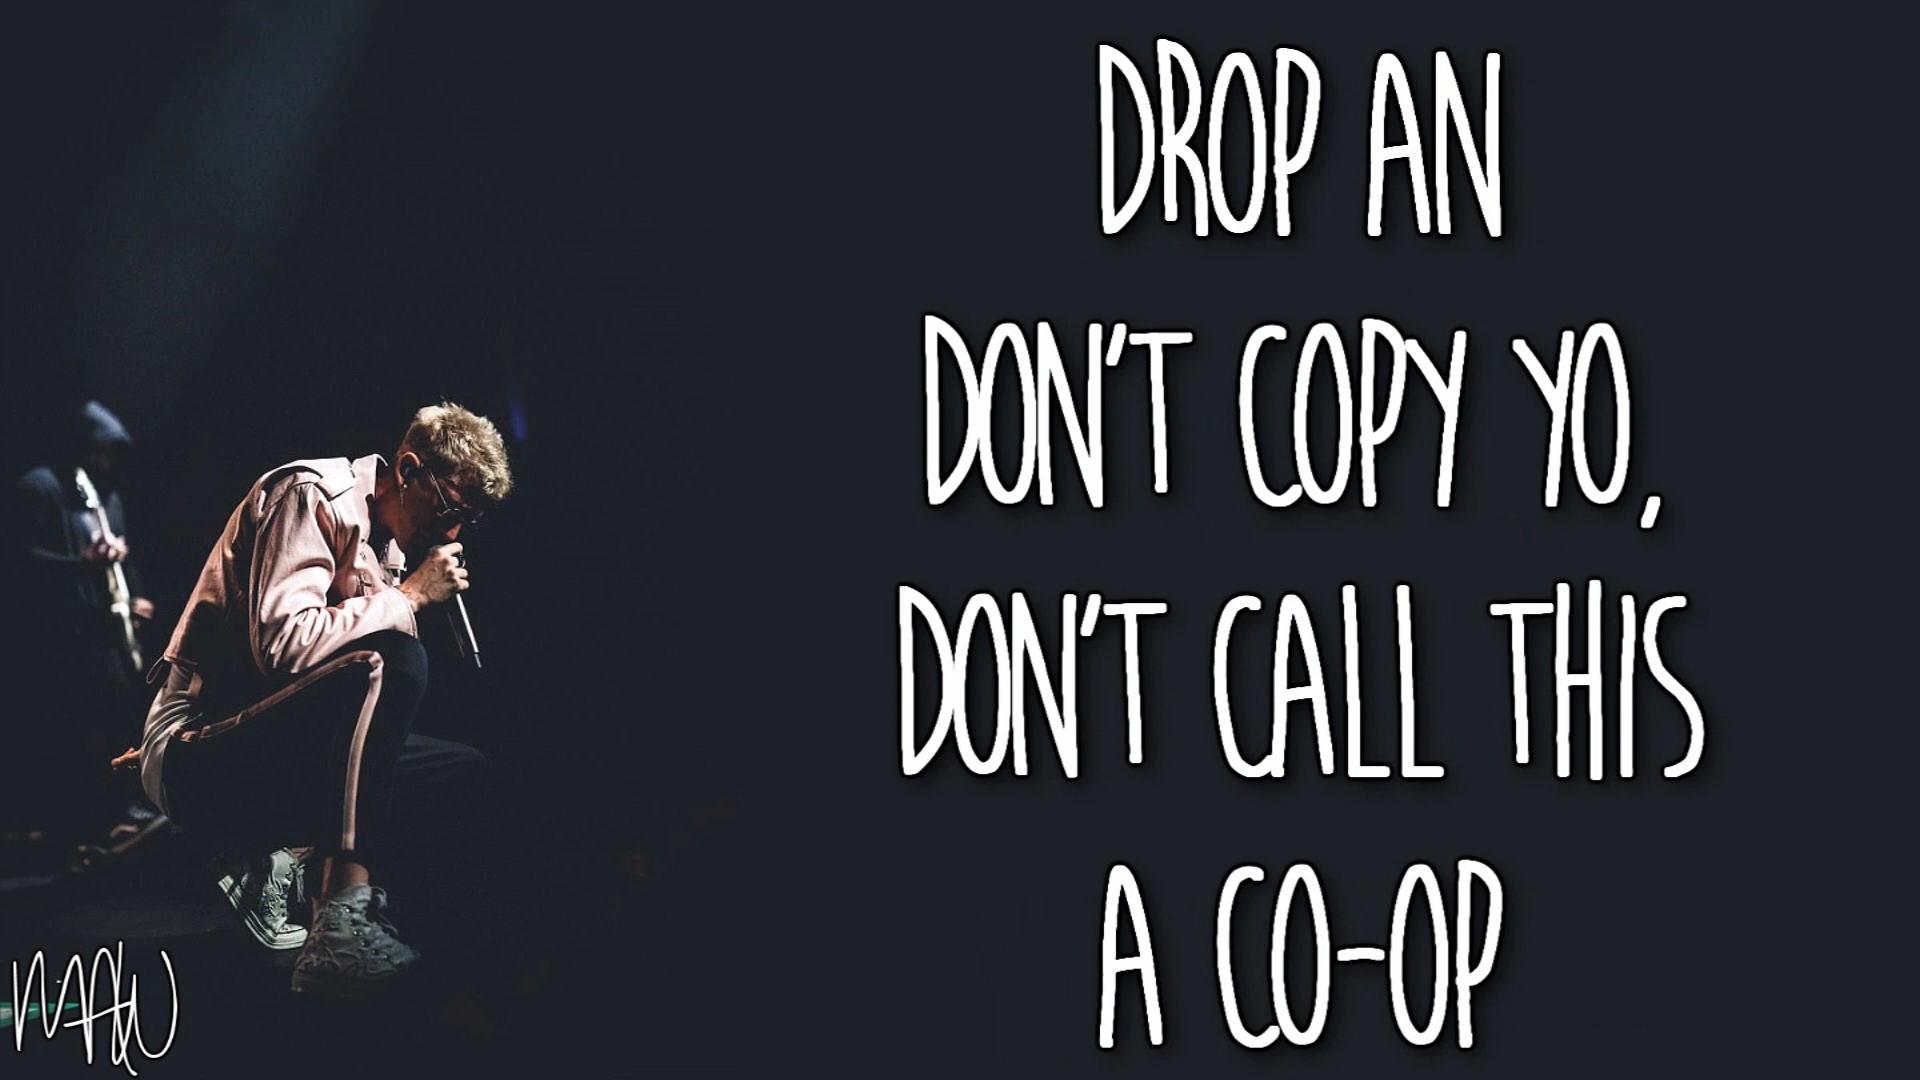 DROP AN
DON'T COPY YO,
DON'T CALL THIS
A CO-OP